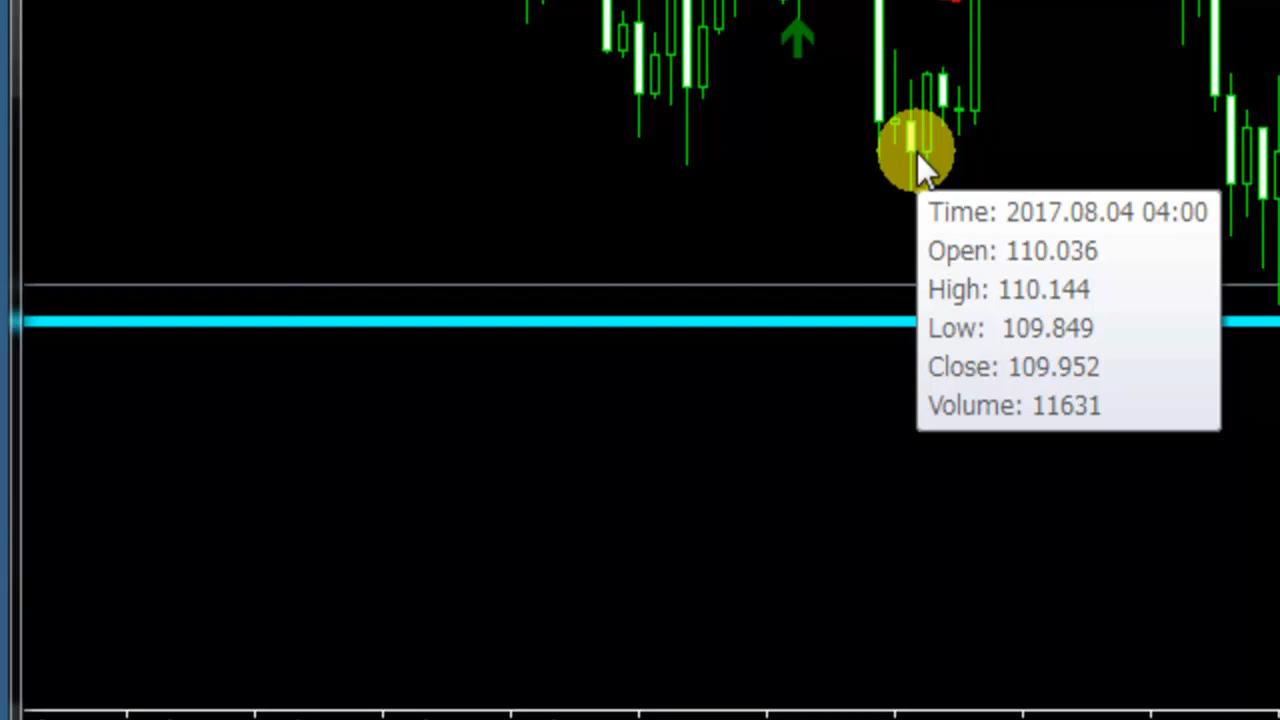 Time: 2017.08.04 04:00
Open: 110.036
High: 110.144
Low: 109.849
Close: 109.952
Volume: 11631